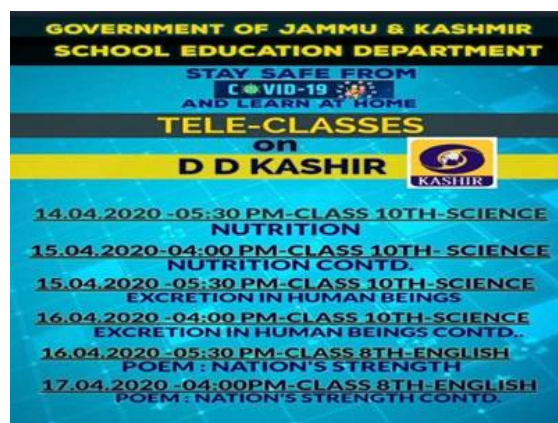 GOVERNMENT OF JAMMU & KASHMIR
SCHOOL EDUCATION DEPARTMENT
STAY SAFE FROM
COVID-19
AND LEARN AT HOME
TELE-CLASSES
on
D D KASHIR
KASHIR
14.04.2020 -05:30 PM-CLASS 10TH-SCIENCE
NUTRITION
15.04.2020-04:00 PM-CLASS 10TH- SCIENCE
NUTRITION CONTD.
15.04.2020-05:30 PM-CLASS 10TH-SCIENCE
EXCRETION IN HUMAN BEINGS
16.04.2020 -04:00 PM-CLASS 10TH-SCIENCE
EXCRETION IN HUMAN BEINGS CONTD..
16.04.2020 -05:30 PM-CLASS 8TH-ENGLISH
POEM : NATION'S STRENGTH
17.04.2020 -04:00PM-CLASS 8TH-ENGLISH
POEM : NATION'S STRENGTH CONTD.